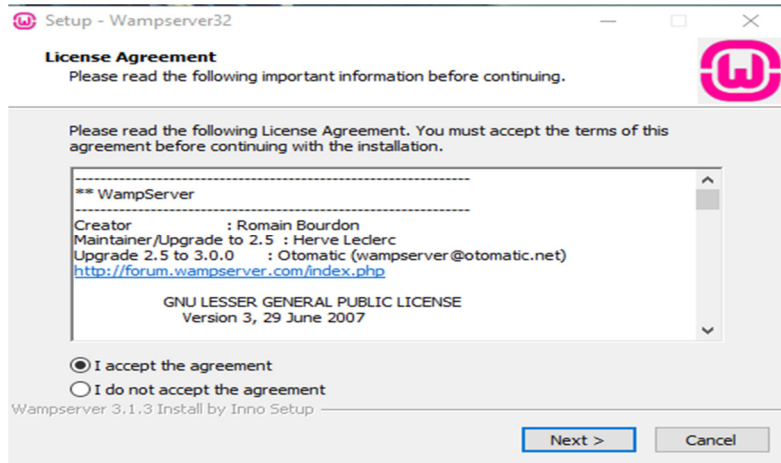 Setup - Wampserver32
License Agreement
Please read the following important information before continuing.
Please read the following License Agreement. You must accept the terms of this
agreement before continuing with the installation.
------------------------------------------------------------
** WampServer
------------------------------------------------------------
Creator : Romain Bourdon
Maintainer/Upgrade to 2.5 : Herve Leclerc
Upgrade 2.5 to 3.0.0 : Otomatic (wampserver@otomatic.net)
http://forum.wampserver.com/index.php
GNU LESSER GENERAL PUBLIC LICENSE
Version 3, 29 June 2007
I accept the agreement
I do not accept the agreement
Wampserver 3.1.3 Install by Inno Setup
Next > Cancel